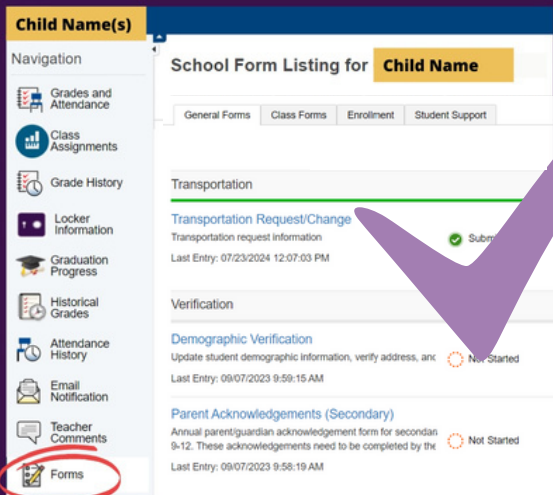 Child Name(s)
Navigation
Grades and
Attendance
Class
Assignments
Grade History
Locker
Information
Graduation
Progress
Historical
Grades
Attendance
History
Email
Notification
Teacher
Comments
Forms
School Form Listing for Child Name
General Forms Class Forms Enrollment Student Support
Transportation
Transportation Request/Change
Transportation request information
Last Entry: 07/23/2024 12:07:03 PM
Verification
Demographic Verification
Update student demographic information, verify address, and Not Started
Last Entry: 09/07/2023 9:59:15 AM
Parent Acknowledgements (Secondary)
Annual parent/guardian acknowledgement form for secondary
9-12. These acknowledgements need to be completed by the Not Started
Last Entry: 09/07/2023 9:58:19 AM